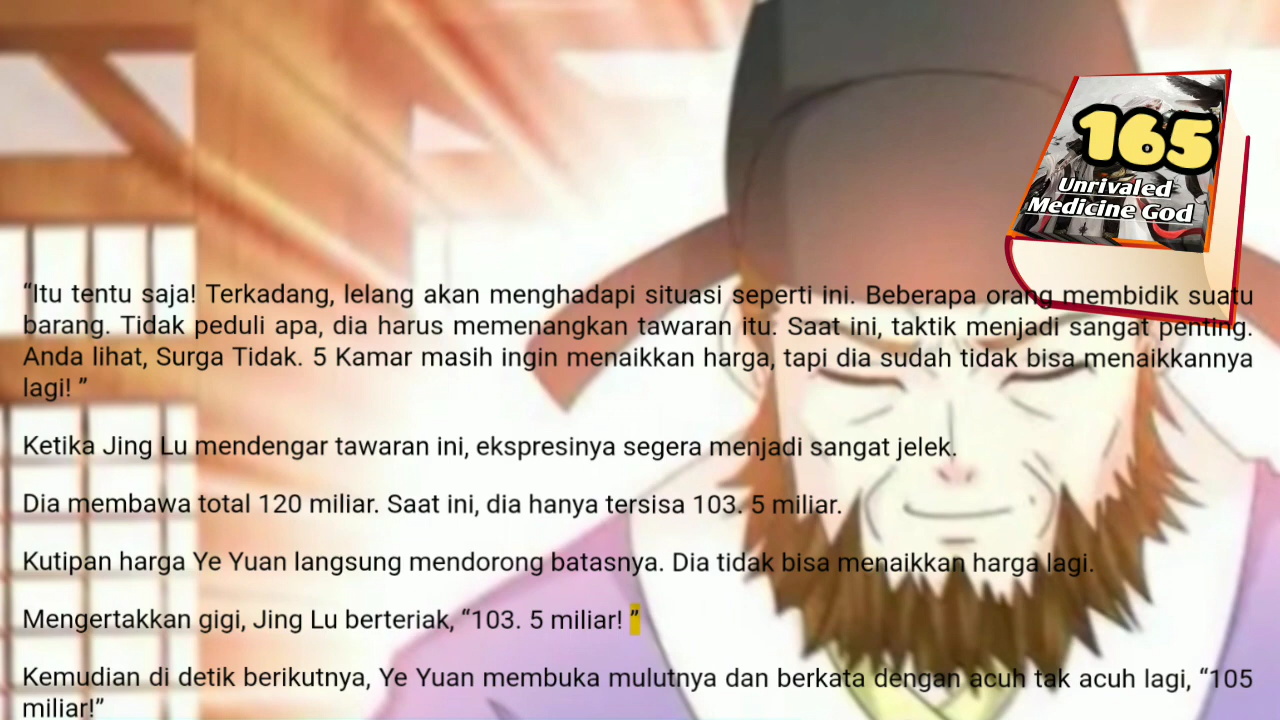 165
Unrivaled
Medicine God
“Itu tentu saja! Terkadang, lelang akan menghadapi situasi seperti ini. Beberapa orang membidik suatu
barang. Tidak peduli apa, dia harus memenangkan tawaran itu. Saat ini, taktik menjadi sangat penting.
Anda lihat, Surga Tidak. 5 Kamar masih ingin menaikkan harga, tapi dia sudah tidak bisa menaikkannya
lagi! ”
Ketika Jing Lu mendengar tawaran ini, ekspresinya segera menjadi sangat jelek.
Dia membawa total 120 miliar. Saat ini, dia hanya tersisa 103. 5 miliar.
Kutipan harga Ye Yuan langsung mendorong batasnya. Dia tidak bisa menaikkan harga lagi.
Mengertakkan gigi, Jing Lu berteriak, “103. 5 miliar! ”
Kemudian di detik berikutnya, Ye Yuan membuka mulutnya dan berkata dengan acuh tak acuh lagi, “105
miliar!”